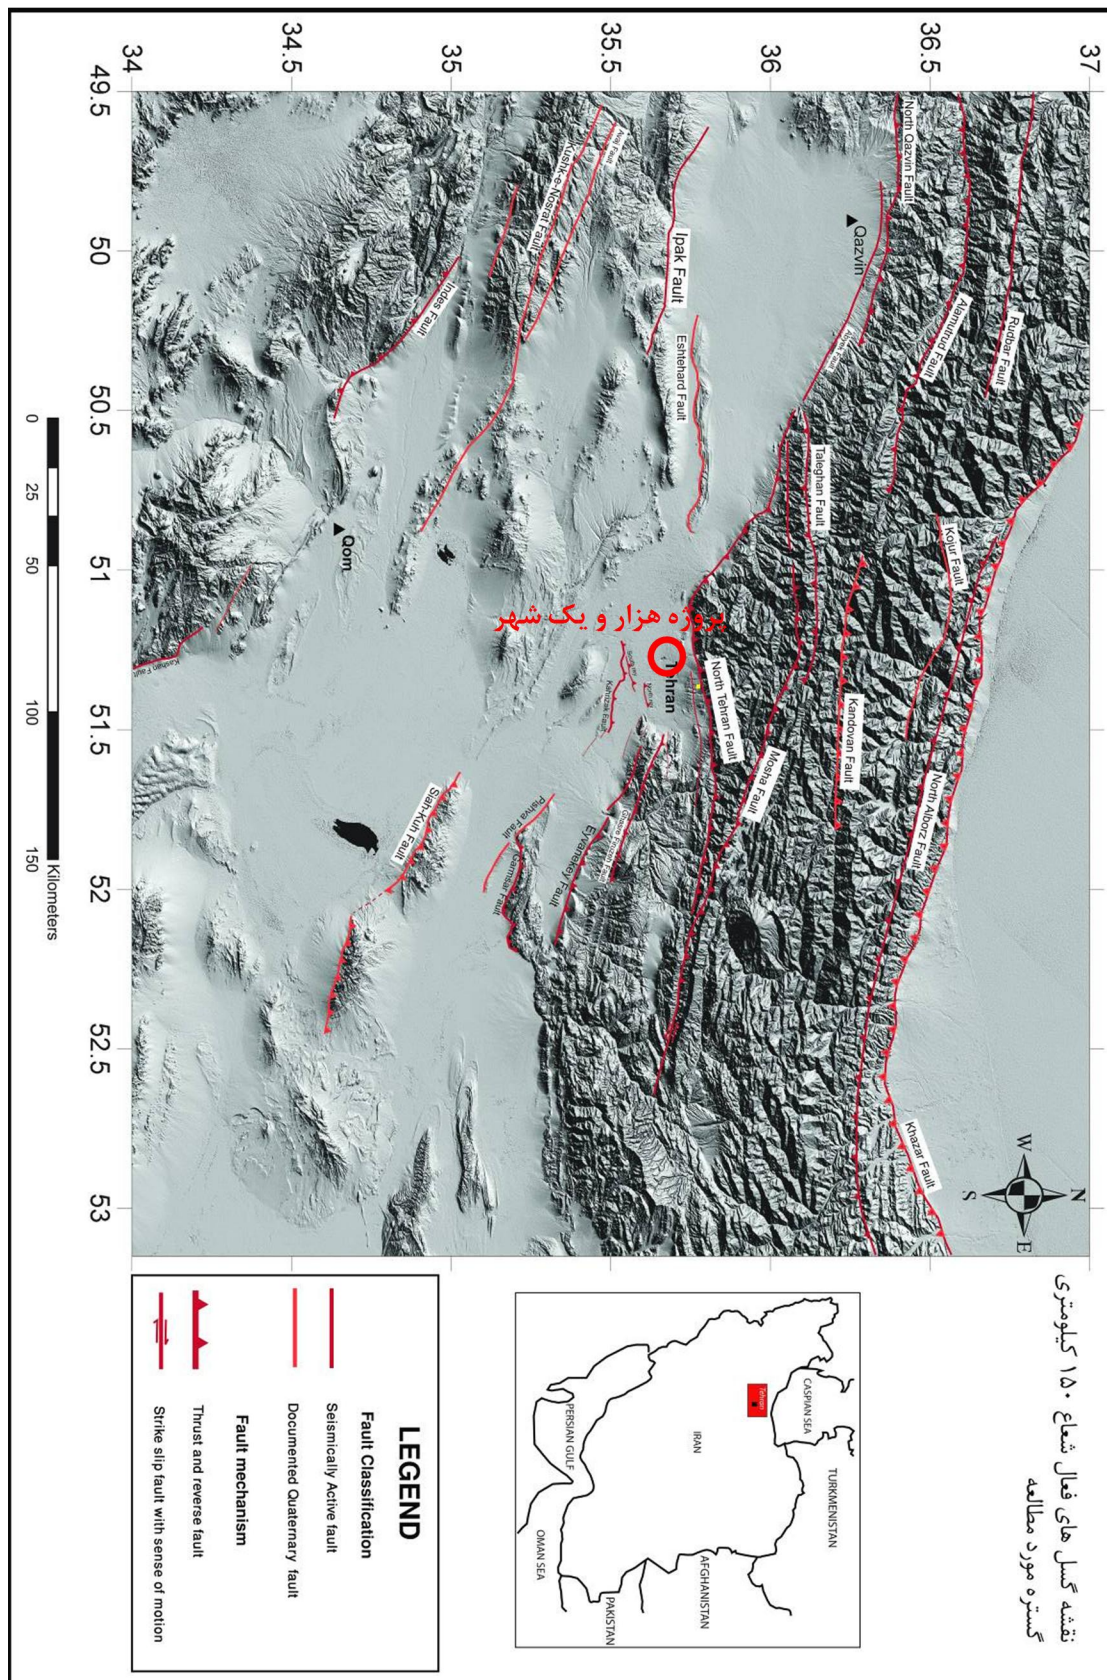 نقشه گسل های فعال شعاع ۱۵۰ کیلومتری
گستره مورد مطالعه
37
36.5
36
35.5
35
34.5
34
49.5
50
50.5
51
51.5
52
52.5
53
N
W
E
S
Rudbar Fault
North Qazvin Fault
Alamutrud Fault
Qazvin
Abyek Fault
Taleghan Fault
Kojur Fault
Kandovan Fault
North Alborz Fault
Khazar Fault
Mosha Fault
North Tehran Fault
Avaj Fault
Kushk-e-Nosrat Fault
Ipak Fault
Eshtehard Fault
Indes Fault
پروژه هزار و یک شهر
Tehran
Kahrizak Fault
Eyvanekey Fault
Pishva Fault
Garmsar Fault
Siah-Kuh Fault
Qom
Kashan Fault
0 25 50 100 150
Kilometers
CASPIAN SEA
TURKMENISTAN
Tehran
IRAN
AFGHANISTAN
PERSIAN GULF
PAKISTAN
OMAN SEA
LEGEND
Fault Classification
Seismically Active fault
Documented Quaternary fault
Fault mechanism
Thrust and reverse fault
Strike slip fault with sense of motion